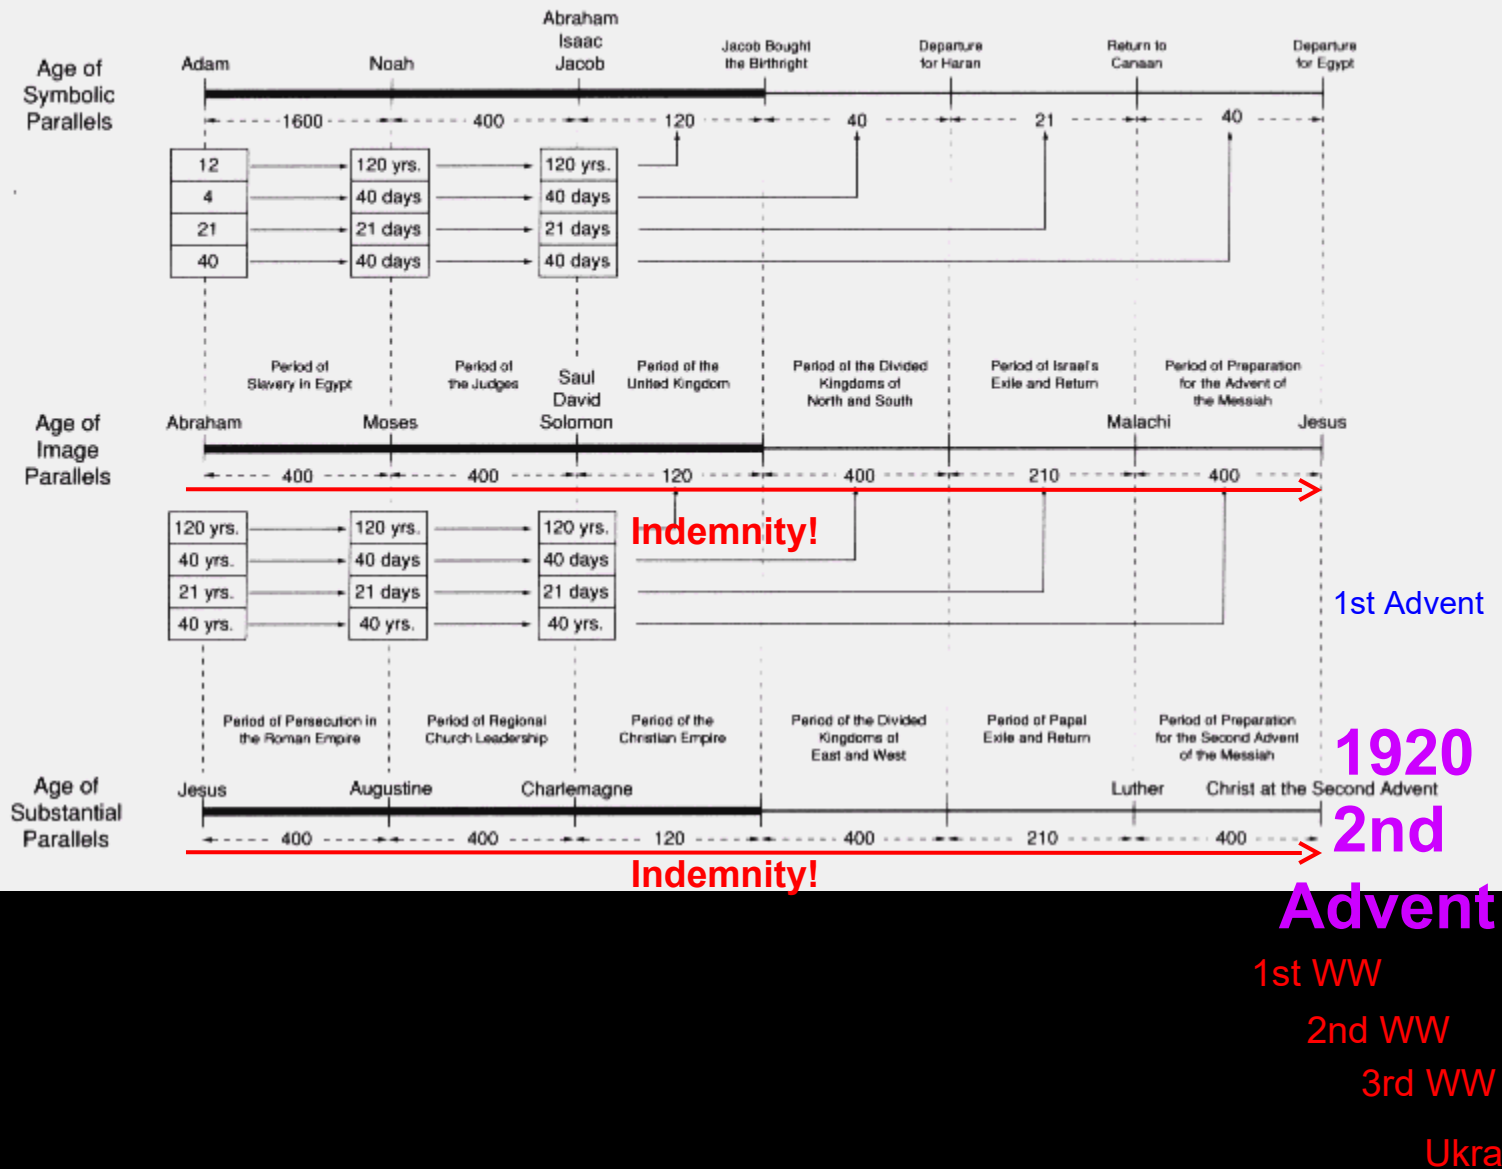 Abraham
Isaac
Jacob
Adam
Noah
Jacob Bought
the Birthright
Departure
for Haran
Return to
Canaan
Departure
for Egypt
Age of
Symbolic
Parallels
1600 400 120 40 21 40
12 120 yrs. 120 yrs.
4 40 days 40 days
21 21 days 21 days
40 40 days 40 days
Period of
Slavery in Egypt
Period of
the Judges
Period of the
United Kingdom
Period of the Divided
Kingdoms of
North and South
Period of Israel's
Exile and Return
Period of Preparation
for the Advent of
the Messiah
Age of
Image
Parallels
Abraham
Moses
Saul
David
Solomon
Malachi
Jesus
400 400 120 400 210 400
Indemnity!
120 yrs. 120 yrs. 120 yrs.
40 yrs. 40 days 40 days
21 yrs. 21 days 21 days
40 yrs. 40 yrs. 40 yrs.
1st Advent
Period of Persecution in
the Roman Empire
Period of Regional
Church Leadership
Period of the
Christian Empire
Period of the Divided
Kingdoms of
East and West
Period of Papal
Exile and Return
Period of Preparation
for the Second Advent
of the Messiah
Age of
Substantial
Parallels
Jesus
Augustine
Charlemagne
Luther
Christ at the Second Advent
400 400 120 400 210 400
Indemnity!
1920
2nd
Advent
1st WW
2nd WW
3rd WW
Ukra